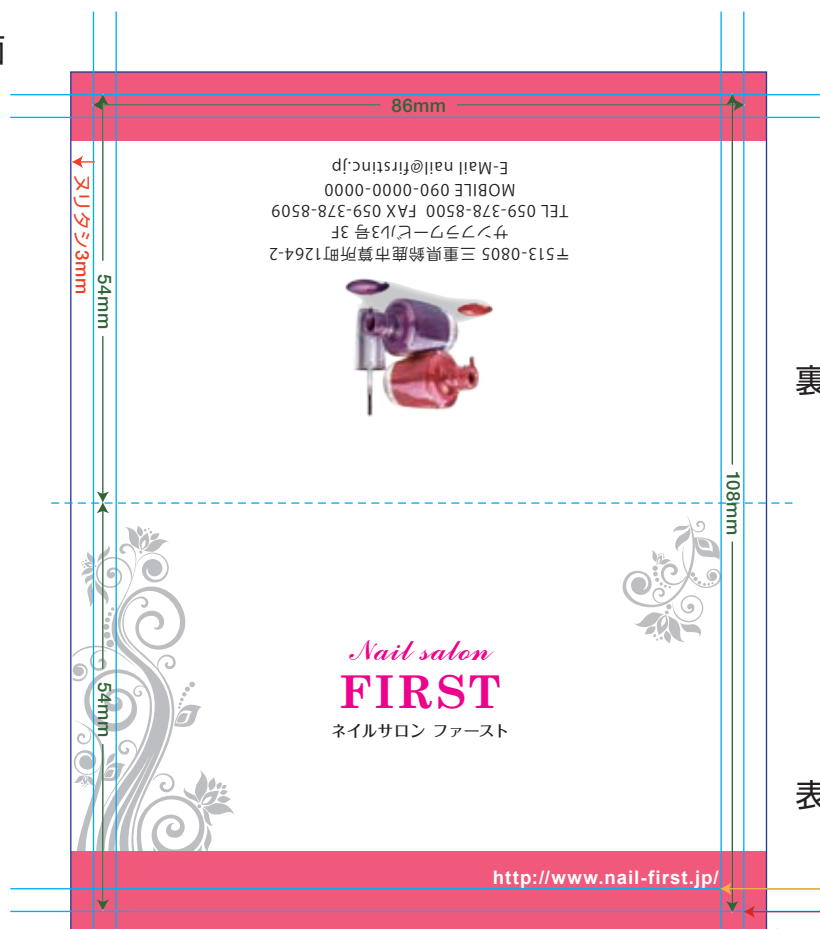 面
86mm
ヌリタシ3mm
54mm
〒513-0805 三重県鈴鹿市算所町1264-2
サンフラワービル3号 3F
TEL 059-378-8500 FAX 059-378-8509
MOBILE 090-0000-0000
E-Mail nail@firstinc.jp
裏
108mm
54mm
Nail salon
FIRST
ネイルサロン ファースト
表
http://www.nail-first.jp/